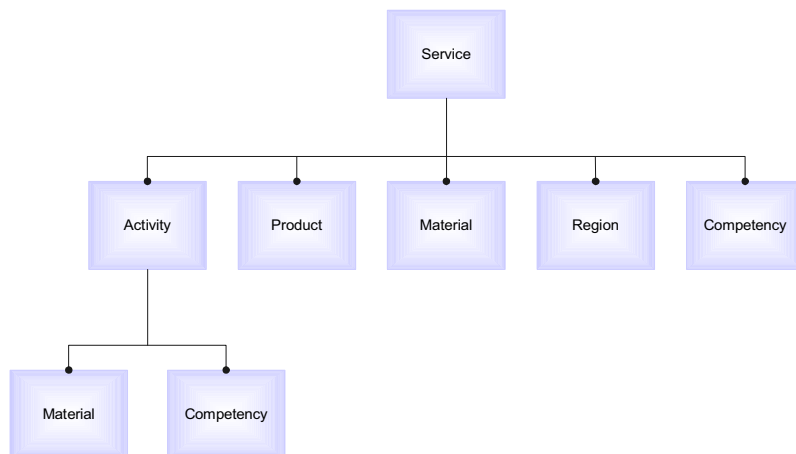 Service
Activity
Product
Material
Region
Competency
Material
Competency